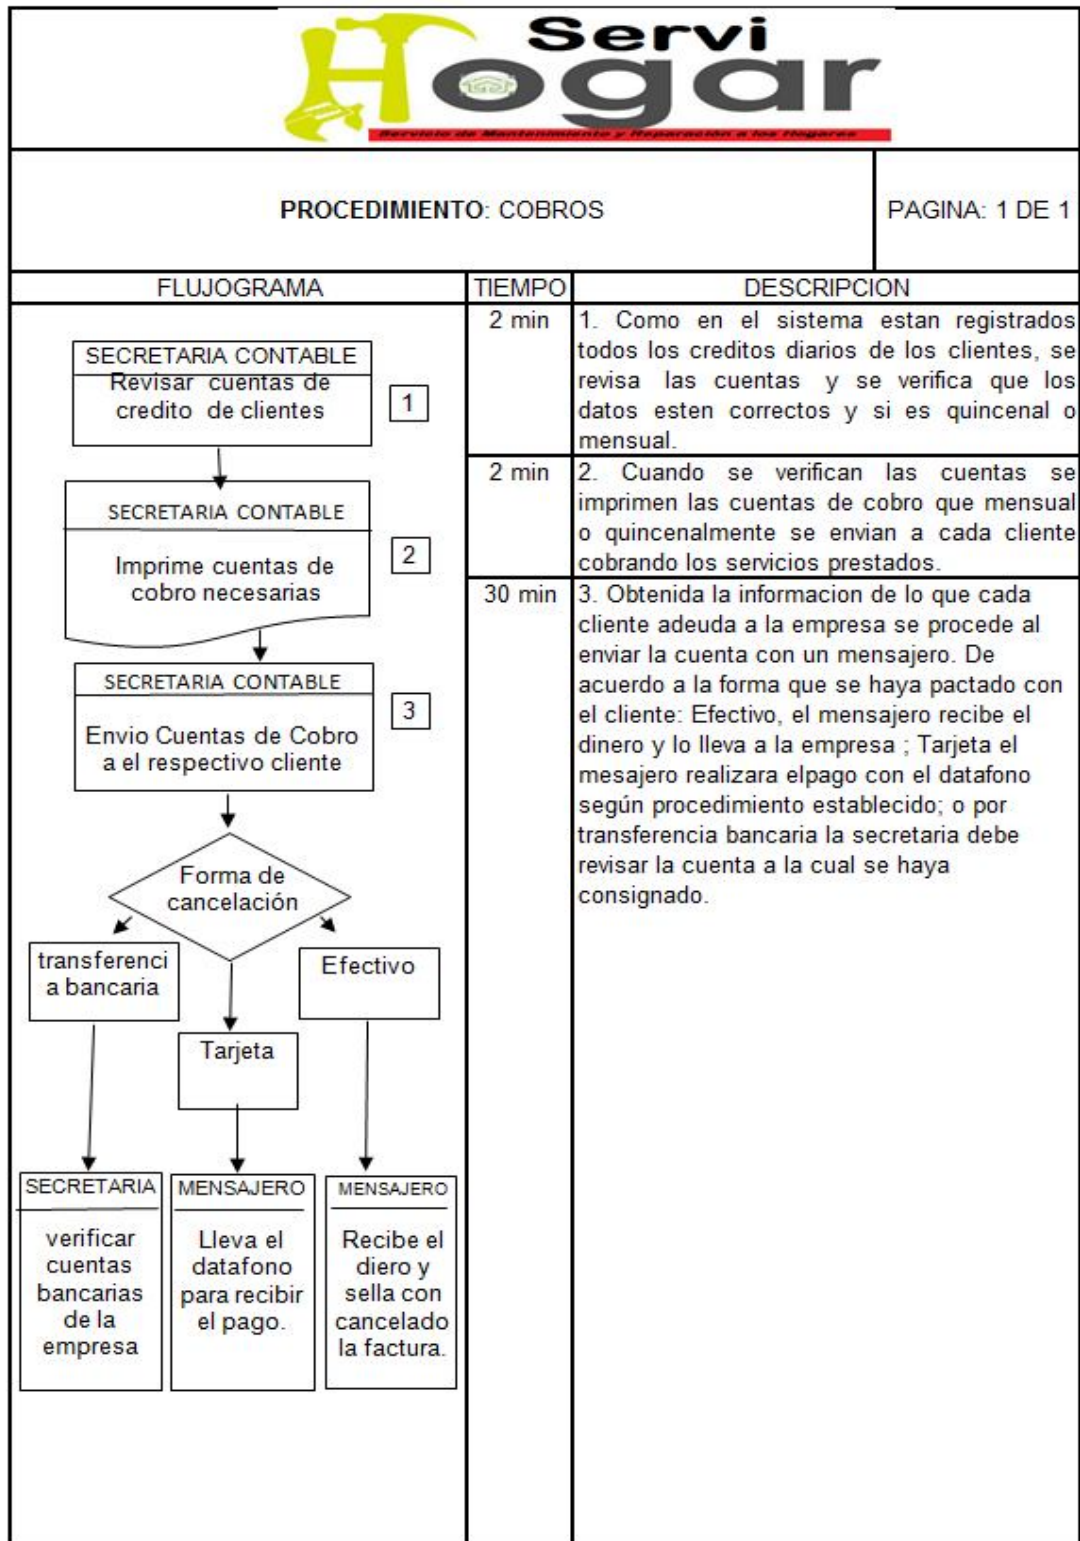 Servi
Hogar
Servicio de Mantenimiento y Reparación a los Hogares
PROCEDIMIENTO: COBROS
PAGINA: 1 DE 1
FLUJOGRAMA
TIEMPO
DESCRIPCION
SECRETARIA CONTABLE
Revisar cuentas de
credito de clientes
1
SECRETARIA CONTABLE
Imprime cuentas de
cobro necesarias
2
SECRETARIA CONTABLE
Envio Cuentas de Cobro
a el respectivo cliente
3
Forma de
cancelación
transferenci
a bancaria
Tarjeta
Efectivo
SECRETARIA
verificar
cuentas
bancarias
de la
empresa
MENSAJERO
Lleva el
datafono
para recibir
el pago.
MENSAJERO
Recibe el
diero y
sella con
cancelado
la factura.
2 min
1. Como en el sistema estan registrados
todos los creditos diarios de los clientes, se
revisa las cuentas y se verifica que los
datos esten correctos y si es quincenal o
mensual.
2 min
2. Cuando se verifican las cuentas se
imprimen las cuentas de cobro que mensual
o quincenalmente se envian a cada cliente
cobrando los servicios prestados.
30 min
3. Obtenida la informacion de lo que cada
cliente adeuda a la empresa se procede al
enviar la cuenta con un mensajero. De
acuerdo a la forma que se haya pactado con
el cliente: Efectivo, el mensajero recibe el
dinero y lo lleva a la empresa ; Tarjeta el
mesajero realizara elpago con el datafono
según procedimiento establecido; o por
transferencia bancaria la secretaria debe
revisar la cuenta a la cual se haya
consignado.